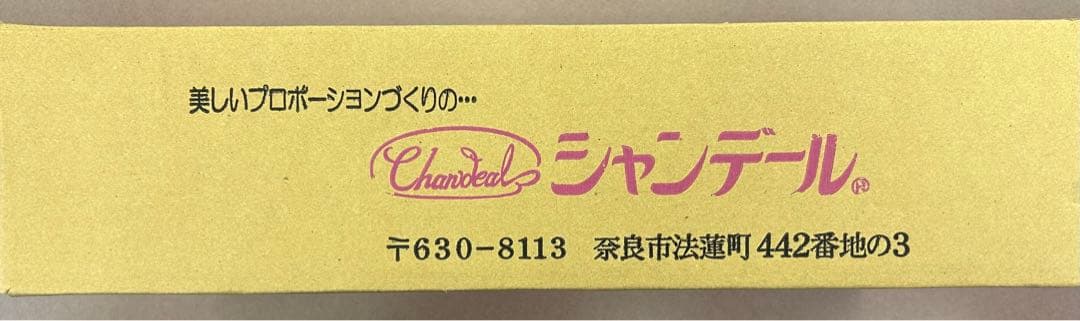 美しいプロポーションづくりの…
Chandeal シャンデール®
〒630-8113 奈良市法蓮町442番地の3